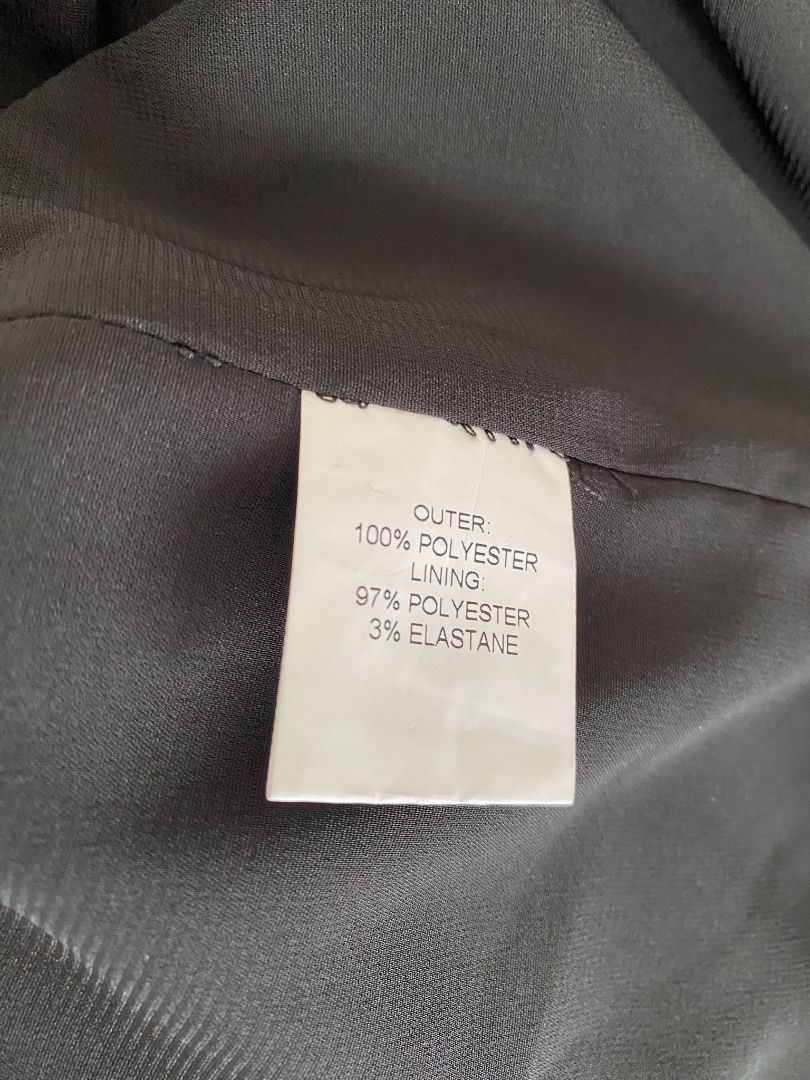 OUTER:
100% POLYESTER
LINING:
97% POLYESTER
3% ELASTANE